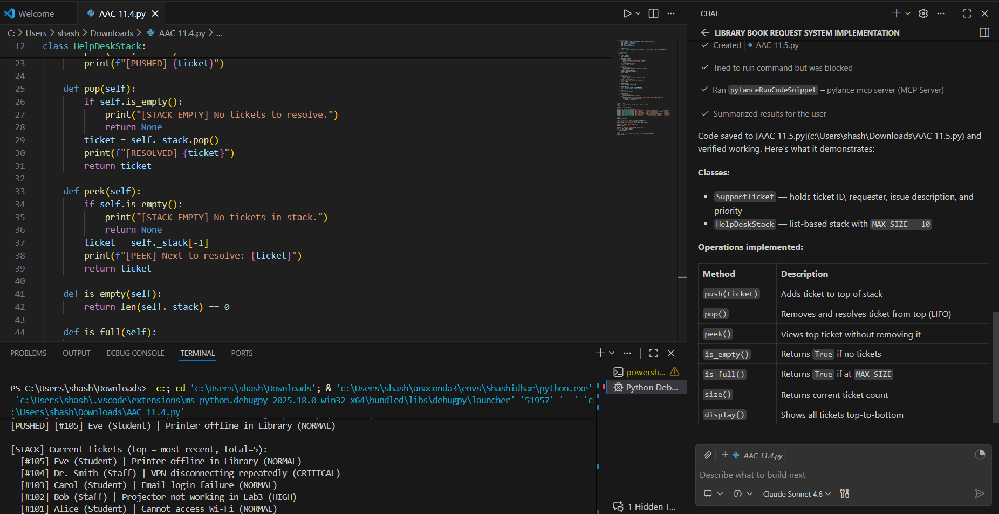 Welcome
AAC 11.4.py
C: > Users > shash > Downloads > AAC 11.4.py > ...
12 class HelpDeskStack:
23 print(f"[PUSHED] {ticket}")
24
25 def pop(self):
26 if self.is_empty():
27 print("[STACK EMPTY] No tickets to resolve.")
28 return None
29 ticket = self._stack.pop()
30 print(f"[RESOLVED] {ticket}")
31 return ticket
32
33 def peek(self):
34 if self.is_empty():
35 print("[STACK EMPTY] No tickets in stack.")
36 return None
37 ticket = self._stack[-1]
38 print(f"[PEEK] Next to resolve: {ticket}")
39 return ticket
40
41 def is_empty(self):
42 return len(self._stack) == 0
43
44 def is_full(self):
PROBLEMS OUTPUT DEBUG CONSOLE TERMINAL PORTS
PS C:\Users\shash\Downloads> c:; cd 'c:\Users\shash\Downloads'; & 'c:\Users\shash\anaconda3\envs\Shashidhar\python.exe'
'c:\Users\shash\.vscode\extensions\ms-python.debugpy-2025.18.0-win32-x64\bundled\libs\debugpy\launcher' '51957' '--' 'c
:\Users\shash\Downloads\AAC 11.4.py'
[PUSHED] [#105] Eve (Student) | Printer offline in Library (NORMAL)
[STACK] Current tickets (top = most recent, total=5):
[#105] Eve (Student) | Printer offline in Library (NORMAL)
[#104] Dr. Smith (Staff) | VPN disconnecting repeatedly (CRITICAL)
[#103] Carol (Student) | Email login failure (NORMAL)
[#102] Bob (Staff) | Projector not working in Lab3 (HIGH)
[#101] Alice (Student) | Cannot access Wi-Fi (NORMAL)
powersh...
Python Deb...
1 Hidden T...
CHAT
LIBRARY BOOK REQUEST SYSTEM IMPLEMENTATION
Created AAC 11.5.py
Tried to run command but was blocked
Ran pylanceRunCodeSnippet – pylance mcp server (MCP Server)
Summarized results for the user
Code saved to [AAC 11.5.py](c:\Users\shash\Downloads\AAC 11.5.py) and
verified working. Here's what it demonstrates:
Classes:
• SupportTicket — holds ticket ID, requester, issue description, and
priority
• HelpDeskStack — list-based stack with MAX_SIZE = 10
Operations implemented:
Method Description
push(ticket) Adds ticket to top of stack
pop() Removes and resolves ticket from top (LIFO)
peek() Views top ticket without removing it
is_empty() Returns True if no tickets
is_full() Returns True if at MAX_SIZE
size() Returns current ticket count
display() Shows all tickets top-to-bottom
AAC 11.4.py
Describe what to build next
Claude Sonnet 4.6